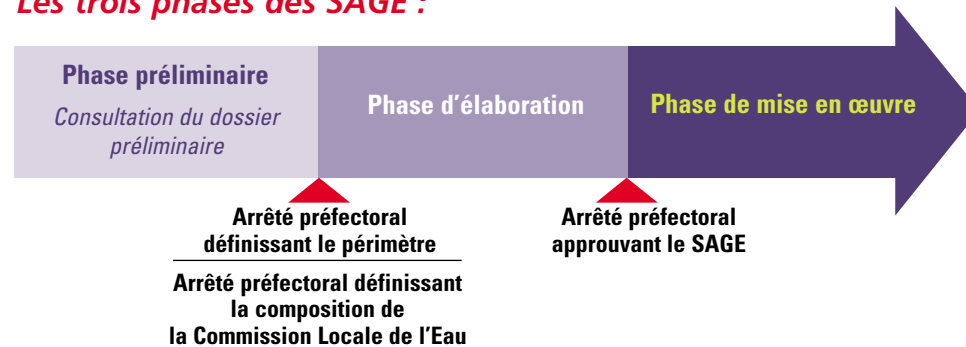 Les trois phases des SAGE :
Phase préliminaire
Consultation du dossier
préliminaire
Phase d'élaboration
Phase de mise en œuvre
Arrêté préfectoral
définissant le périmètre
Arrêté préfectoral définissant
la composition de
la Commission Locale de l'Eau
Arrêté préfectoral
approuvant le SAGE